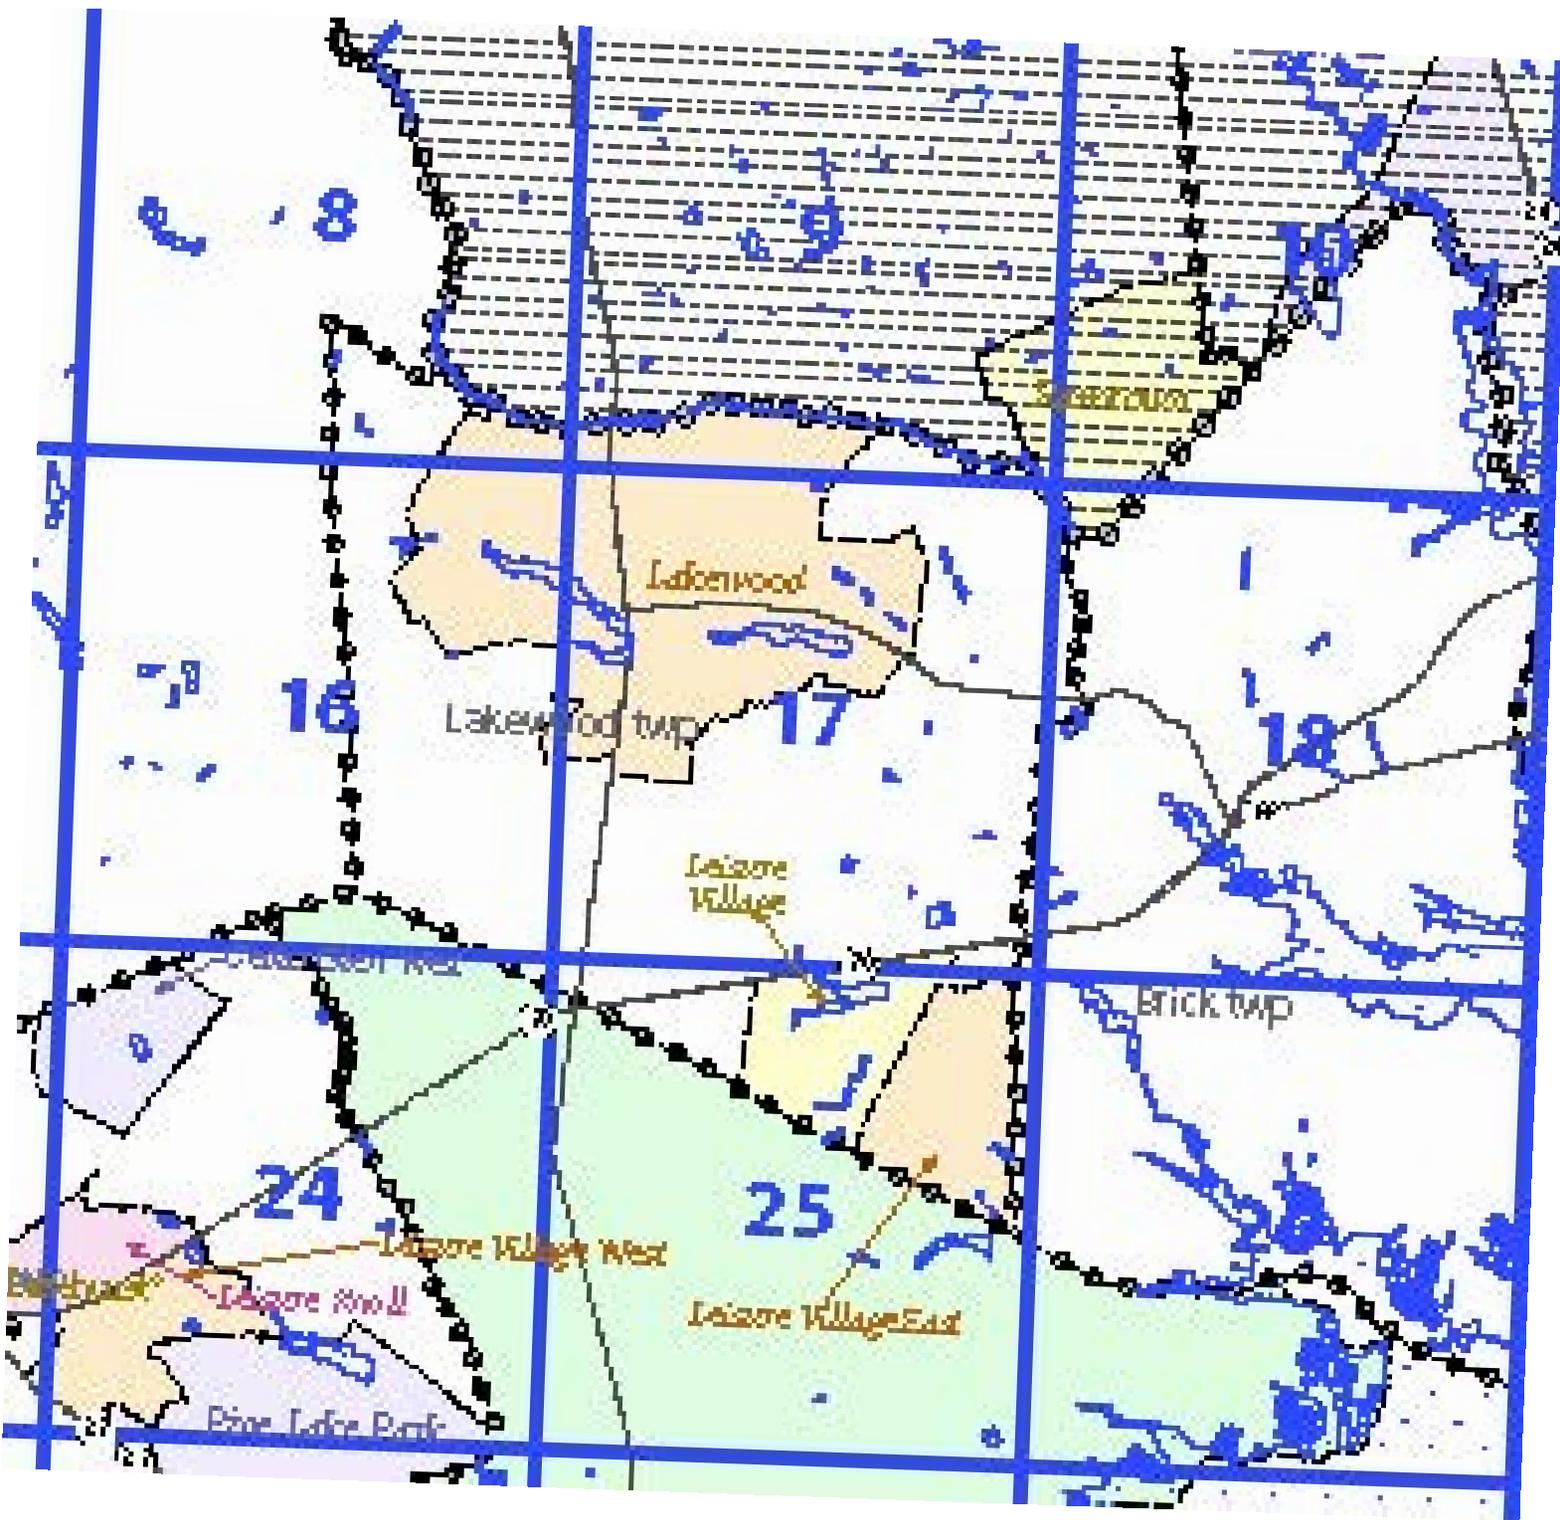 8
9
16
Lakewood
16
Lakewood twp
17
18
Leisure
Village
Brick twp
24
25
Leisure Village West
Leisure Knoll
Leisure Village East
Pine Lake Park